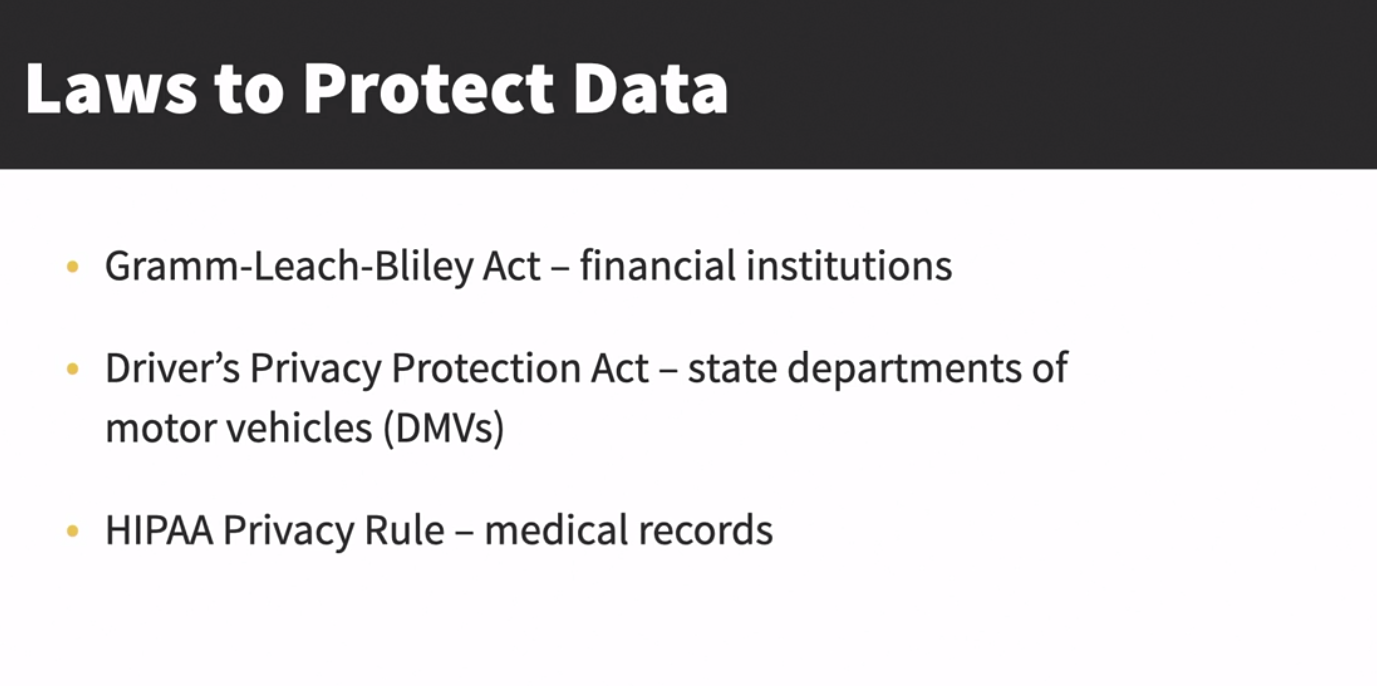 Laws to Protect Data
• Gramm-Leach-Bliley Act – financial institutions
• Driver’s Privacy Protection Act – state departments of
motor vehicles (DMVs)
• HIPAA Privacy Rule – medical records